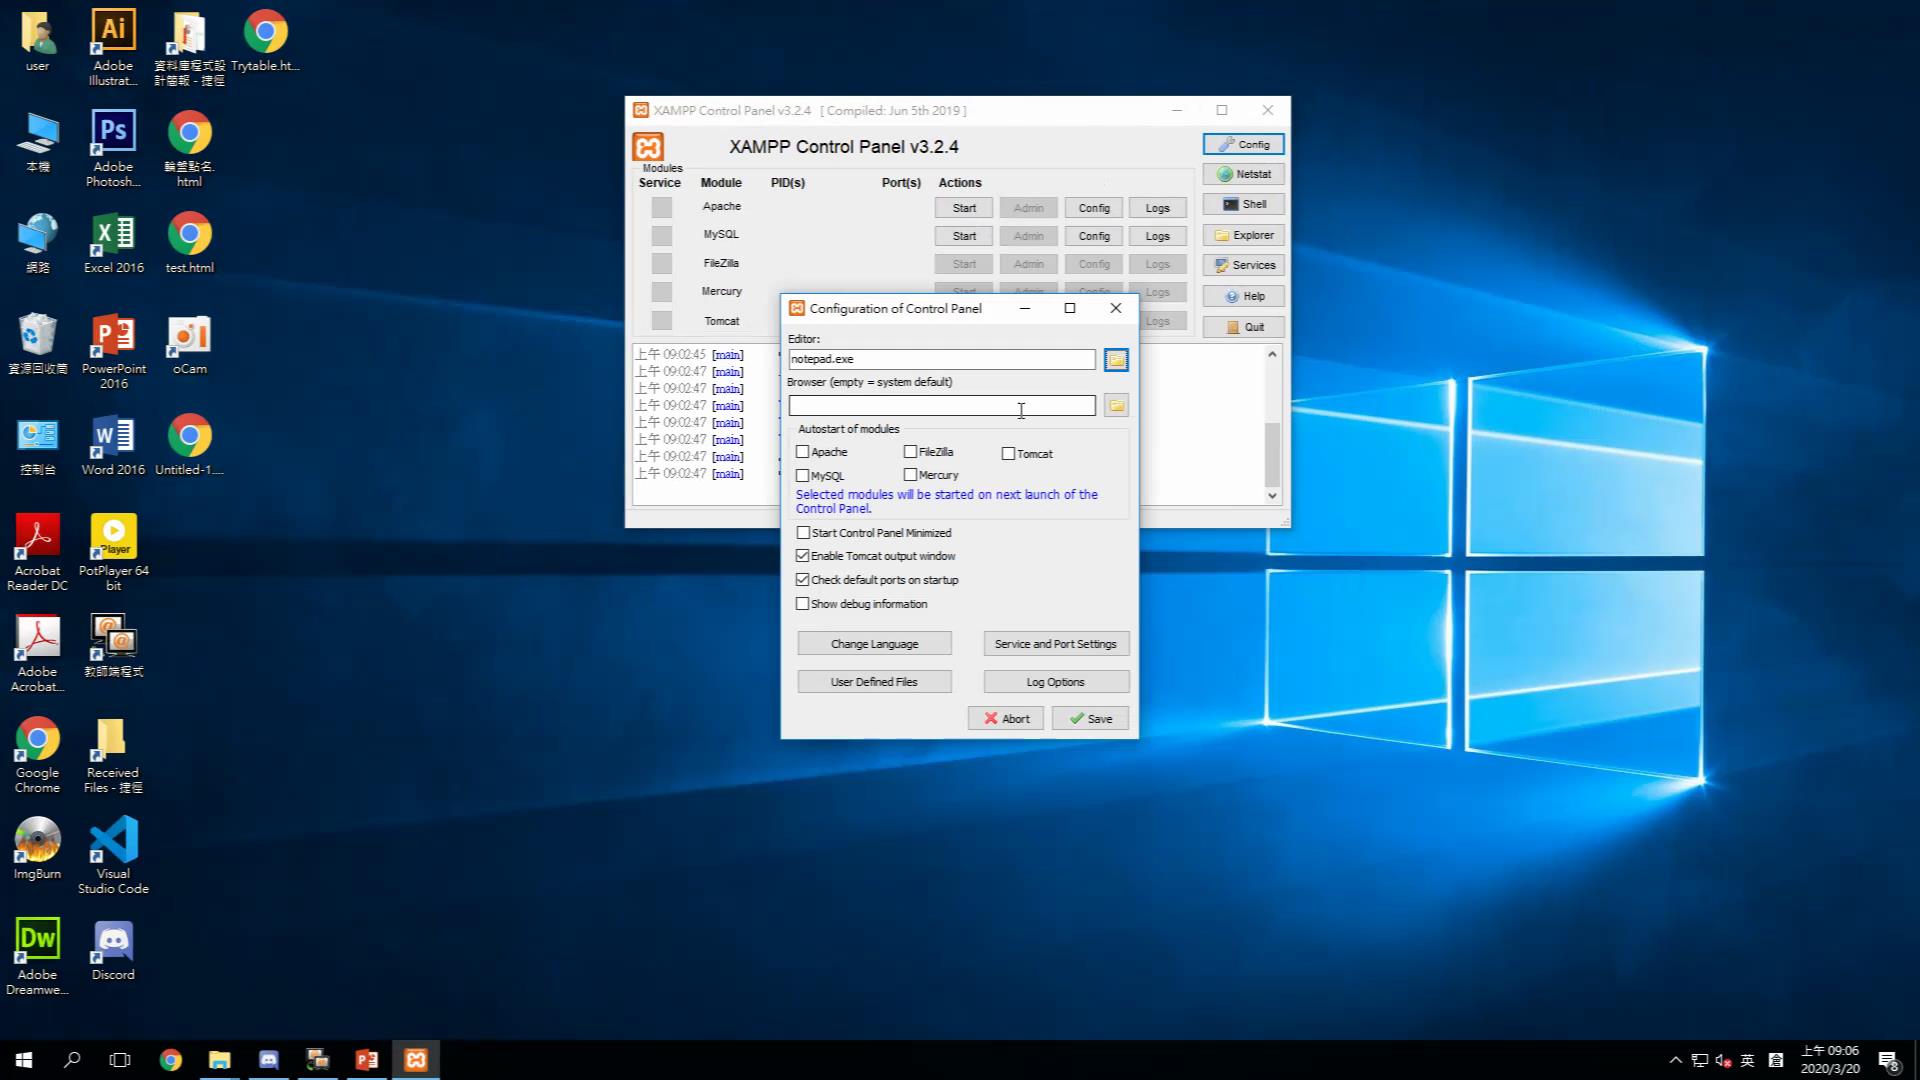 user
Adobe
Illustrat...
資料庫程式設
計簡報 - 捷徑
Trytable.ht...
本機
Adobe
Photosh...
輪盤點名.
html
網路
Excel 2016
test.html
資源回收筒
PowerPoint
2016
oCam
控制台
Word 2016
Untitled-1....
Acrobat
Reader DC
PotPlayer 64
bit
Adobe
Acrobat...
教師端程式
Google
Chrome
Received
Files - 捷徑
ImgBurn
Visual
Studio Code
Adobe
Dreamwe...
Discord
XAMPP Control Panel v3.2.4 [ Compiled: Jun 5th 2019 ]
XAMPP Control Panel v3.2.4
Config
Modules
Service Module PID(s) Port(s) Actions
Netstat
Apache Start Admin Config Logs
Shell
MySQL Start Admin Config Logs
Explorer
FileZilla Start Admin Config Logs
Services
Mercury Start Admin Config Logs
Help
Tomcat Logs
Quit
上午 09:02:45 [main]
上午 09:02:47 [main]
上午 09:02:47 [main]
上午 09:02:47 [main]
上午 09:02:47 [main]
上午 09:02:47 [main]
上午 09:02:47 [main]
上午 09:02:47 [main]
Configuration of Control Panel
Editor:
notepad.exe
Browser (empty = system default)
Autostart of modules
Apache FileZilla Tomcat
MySQL Mercury
Selected modules will be started on next launch of the
Control Panel.
Start Control Panel Minimized
Enable Tomcat output window
Check default ports on startup
Show debug information
Change Language Service and Port Settings
User Defined Files Log Options
Abort Save
英
上午 09:06
2020/3/20
8